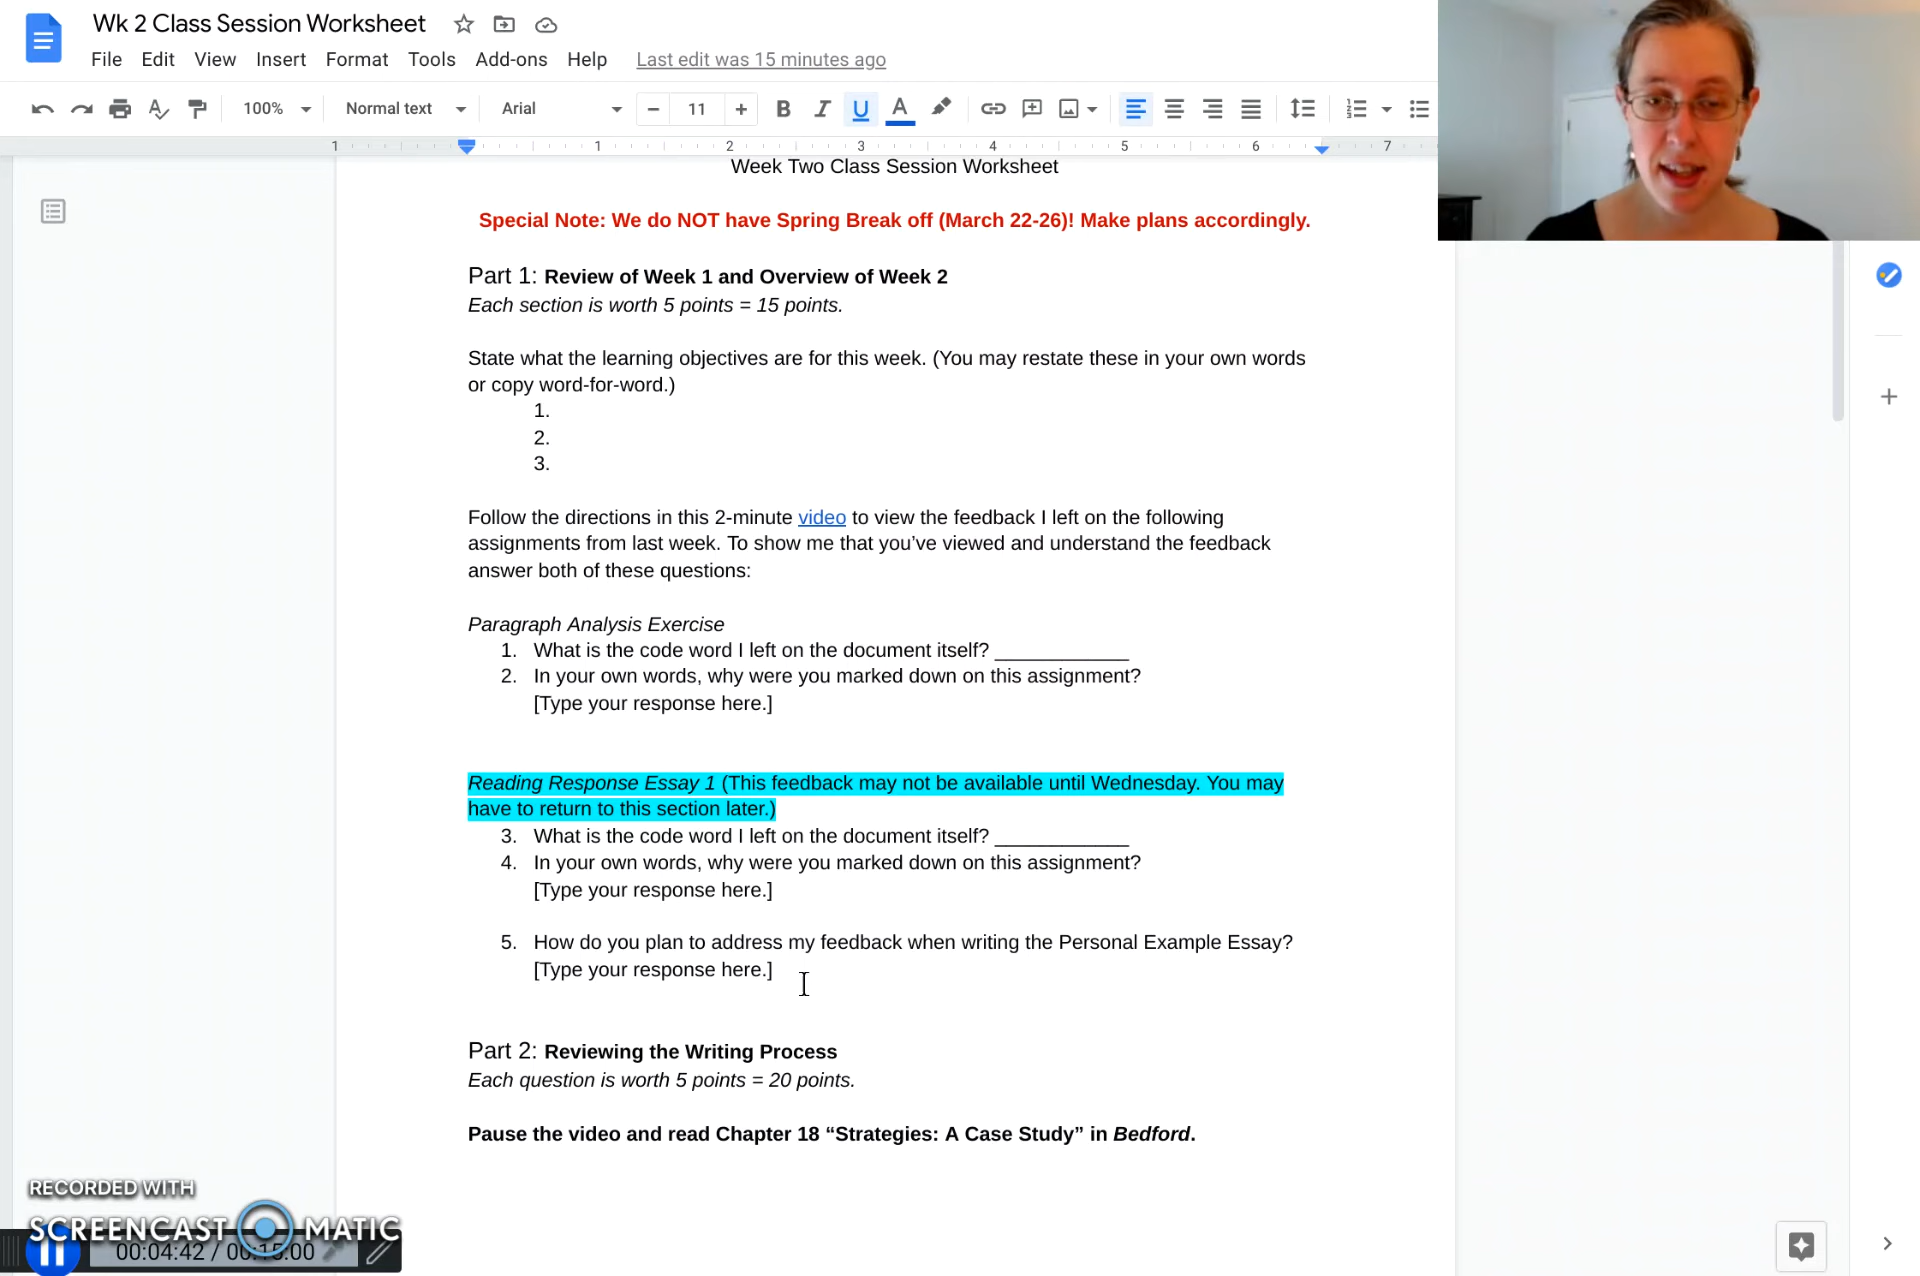 Wk 2 Class Session Worksheet
File Edit View Insert Format Tools Add-ons Help Last edit was 15 minutes ago
100% Normal text Arial − 11 + B I U A
1 1 2 3 4 5 6 7
Week Two Class Session Worksheet
Special Note: We do NOT have Spring Break off (March 22-26)! Make plans accordingly.
Part 1: Review of Week 1 and Overview of Week 2
Each section is worth 5 points = 15 points.
State what the learning objectives are for this week. (You may restate these in your own words
or copy word-for-word.)
1.
2.
3.
Follow the directions in this 2-minute video to view the feedback I left on the following
assignments from last week. To show me that you’ve viewed and understand the feedback
answer both of these questions:
Paragraph Analysis Exercise
1. What is the code word I left on the document itself? ____________
2. In your own words, why were you marked down on this assignment?
[Type your response here.]
Reading Response Essay 1 (This feedback may not be available until Wednesday. You may
have to return to this section later.)
3. What is the code word I left on the document itself? ____________
4. In your own words, why were you marked down on this assignment?
[Type your response here.]
5. How do you plan to address my feedback when writing the Personal Example Essay?
[Type your response here.]
Part 2: Reviewing the Writing Process
Each question is worth 5 points = 20 points.
Pause the video and read Chapter 18 “Strategies: A Case Study” in Bedford.
RECORDED WITH
SCREENCAST MATIC
00:04:42 / 00:15:00